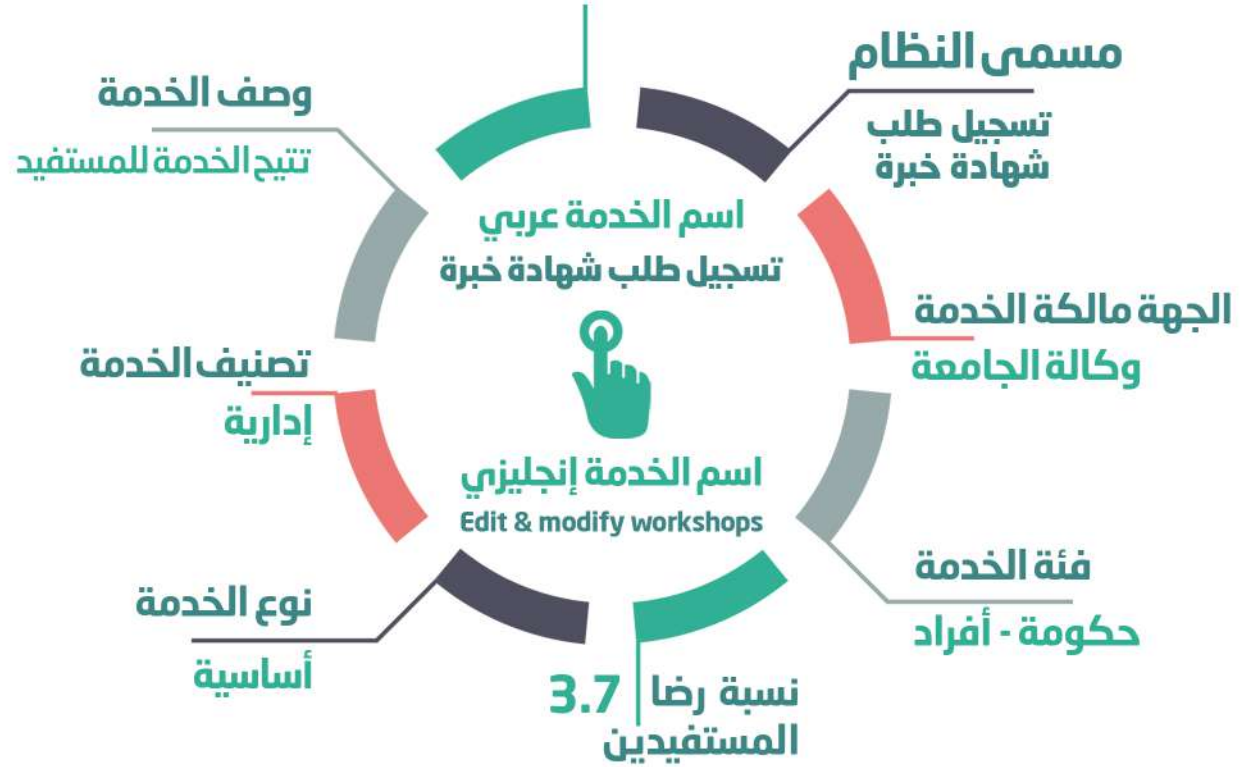 مسمى النظام
تسجيل طلب
شهادة خبرة
الجهة مالكة الخدمة
وكالة الجامعة
فئة الخدمة
حكومة - أفراد
نسبة رضا 3.7
المستفيدين
نوع الخدمة
أساسية
تصنيف الخدمة
إدارية
وصف الخدمة
تتيح الخدمة للمستفيد
اسم الخدمة عربي
تسجيل طلب شهادة خبرة
اسم الخدمة إنجليزي
Edit & modify workshops